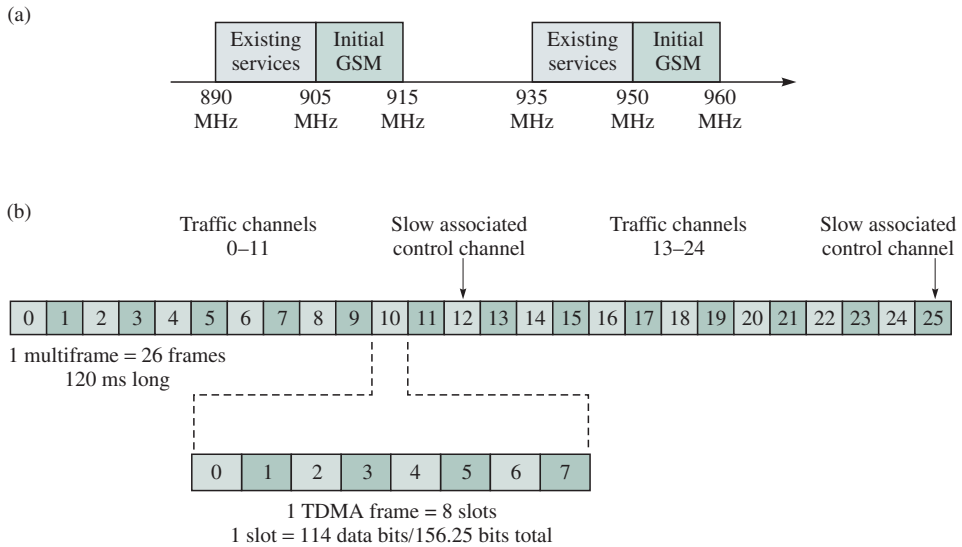 (a)
Existing services
Initial GSM
Existing services
Initial GSM
890 MHz
905 MHz
915 MHz
935 MHz
950 MHz
960 MHz
(b)
Traffic channels
0–11
Slow associated
control channel
Traffic channels
13–24
Slow associated
control channel
0 1 2 3 4 5 6 7 8 9 10 11 12 13 14 15 16 17 18 19 20 21 22 23 24 25
1 multiframe = 26 frames
120 ms long
0 1 2 3 4 5 6 7
1 TDMA frame = 8 slots
1 slot = 114 data bits/156.25 bits total